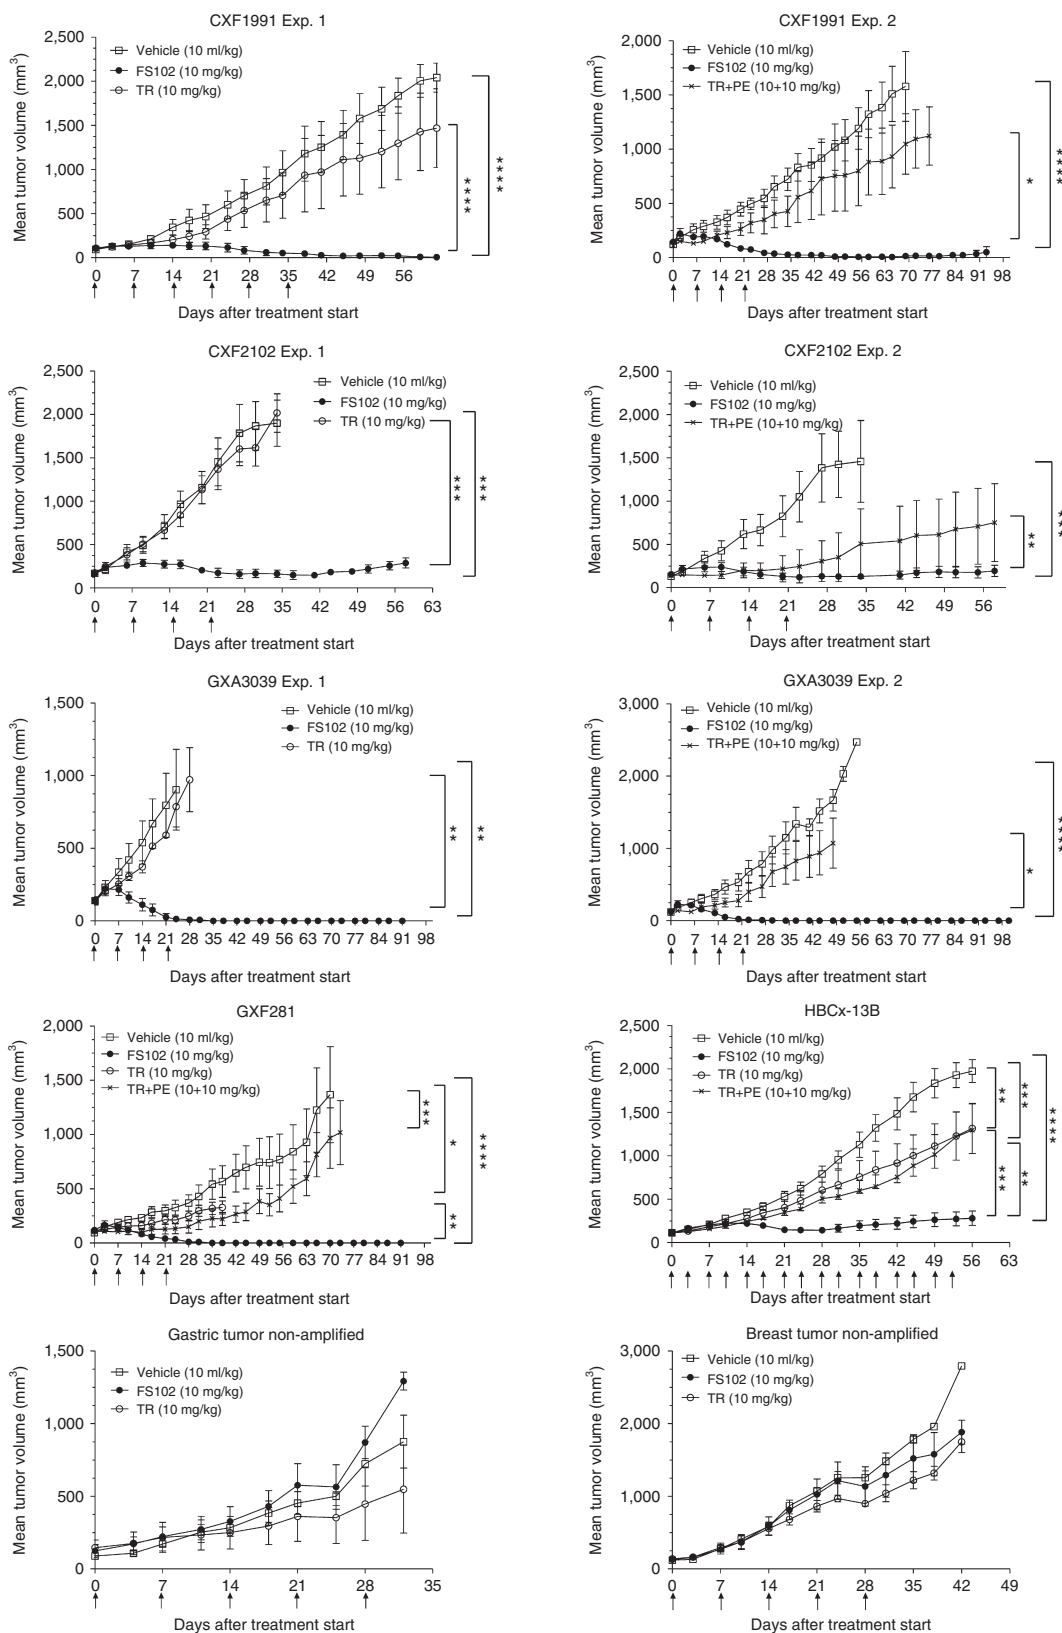 CXF1991 Exp. 1
Mean tumor volume (mm³)
2,500
2,000
1,500
1,000
500
0
Vehicle (10 ml/kg)
FS102 (10 mg/kg)
TR (10 mg/kg)
****
****
0 7 14 21 28 35 42 49 56
Days after treatment start
CXF1991 Exp. 2
Mean tumor volume (mm³)
2,000
1,500
1,000
500
0
Vehicle (10 ml/kg)
FS102 (10 mg/kg)
TR+PE (10+10 mg/kg)
*
****
0 7 14 21 28 35 42 49 56 63 69 77 84 91 98
Days after treatment start
CXF2102 Exp. 1
Mean tumor volume (mm³)
2,500
2,000
1,500
1,000
500
0
Vehicle (10 ml/kg)
FS102 (10 mg/kg)
TR (10 mg/kg)
***
***
0 7 14 21 28 35 42 49 56 63
Days after treatment start
CXF2102 Exp. 2
Mean tumor volume (mm³)
2,500
2,000
1,500
1,000
500
0
Vehicle (10 ml/kg)
FS102 (10 mg/kg)
TR+PE (10+10 mg/kg)
**
***
0 7 14 21 28 35 42 49 56
Days after treatment start
GXA3039 Exp. 1
Mean tumor volume (mm³)
1,500
1,000
500
0
Vehicle (10 ml/kg)
FS102 (10 mg/kg)
TR (10 mg/kg)
**
**
0 7 14 21 28 35 42 49 56 63 70 77 84 91 98
Days after treatment start
GXA3039 Exp. 2
Mean tumor volume (mm³)
3,000
2,000
1,000
0
Vehicle (10 ml/kg)
FS102 (10 mg/kg)
TR+PE (10+10 mg/kg)
*
****
0 7 14 21 28 35 42 49 56 63 70 77 84 91 98
Days after treatment start
GXF281
Mean tumor volume (mm³)
2,000
1,500
1,000
500
0
Vehicle (10 ml/kg)
FS102 (10 mg/kg)
TR (10 mg/kg)
TR+PE (10+10 mg/kg)
***
*
****
**
0 7 14 21 28 35 42 49 56 63 70 77 84 91 98
Days after treatment start
HBCx-13B
Mean tumor volume (mm³)
2,500
2,000
1,500
1,000
500
0
Vehicle (10 ml/kg)
FS102 (10 mg/kg)
TR (10 mg/kg)
TR+PE (10+10 mg/kg)
**
***
****
***
**
0 7 14 21 28 35 42 49 56 63
Days after treatment start
Gastric tumor non-amplified
Mean tumor volume (mm³)
1,500
1,000
500
0
Vehicle (10 ml/kg)
FS102 (10 mg/kg)
TR (10 mg/kg)
0 7 14 21 28 35
Days after treatment start
Breast tumor non-amplified
Mean tumor volume (mm³)
3,000
2,000
1,000
0
Vehicle (10 ml/kg)
FS102 (10 mg/kg)
TR (10 mg/kg)
0 7 14 21 28 35 42 49
Days after treatment start